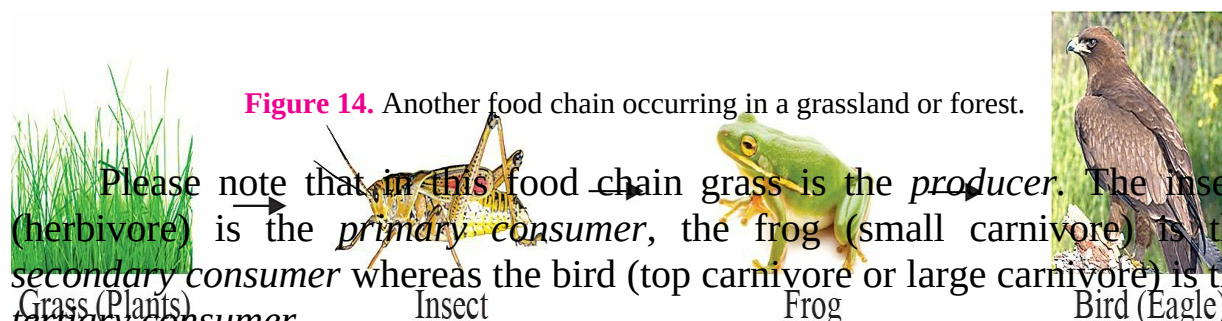 Figure 14. Another food chain occurring in a grassland or forest.
Please note that in this food chain grass is the producer. The
(herbivore) is the primary consumer, the frog (small carnivore) is
secondary consumer whereas the bird (top carnivore or large carnivore) is
Grass (Plants) Insect Frog Bird (Eagle)
tertiary consumer